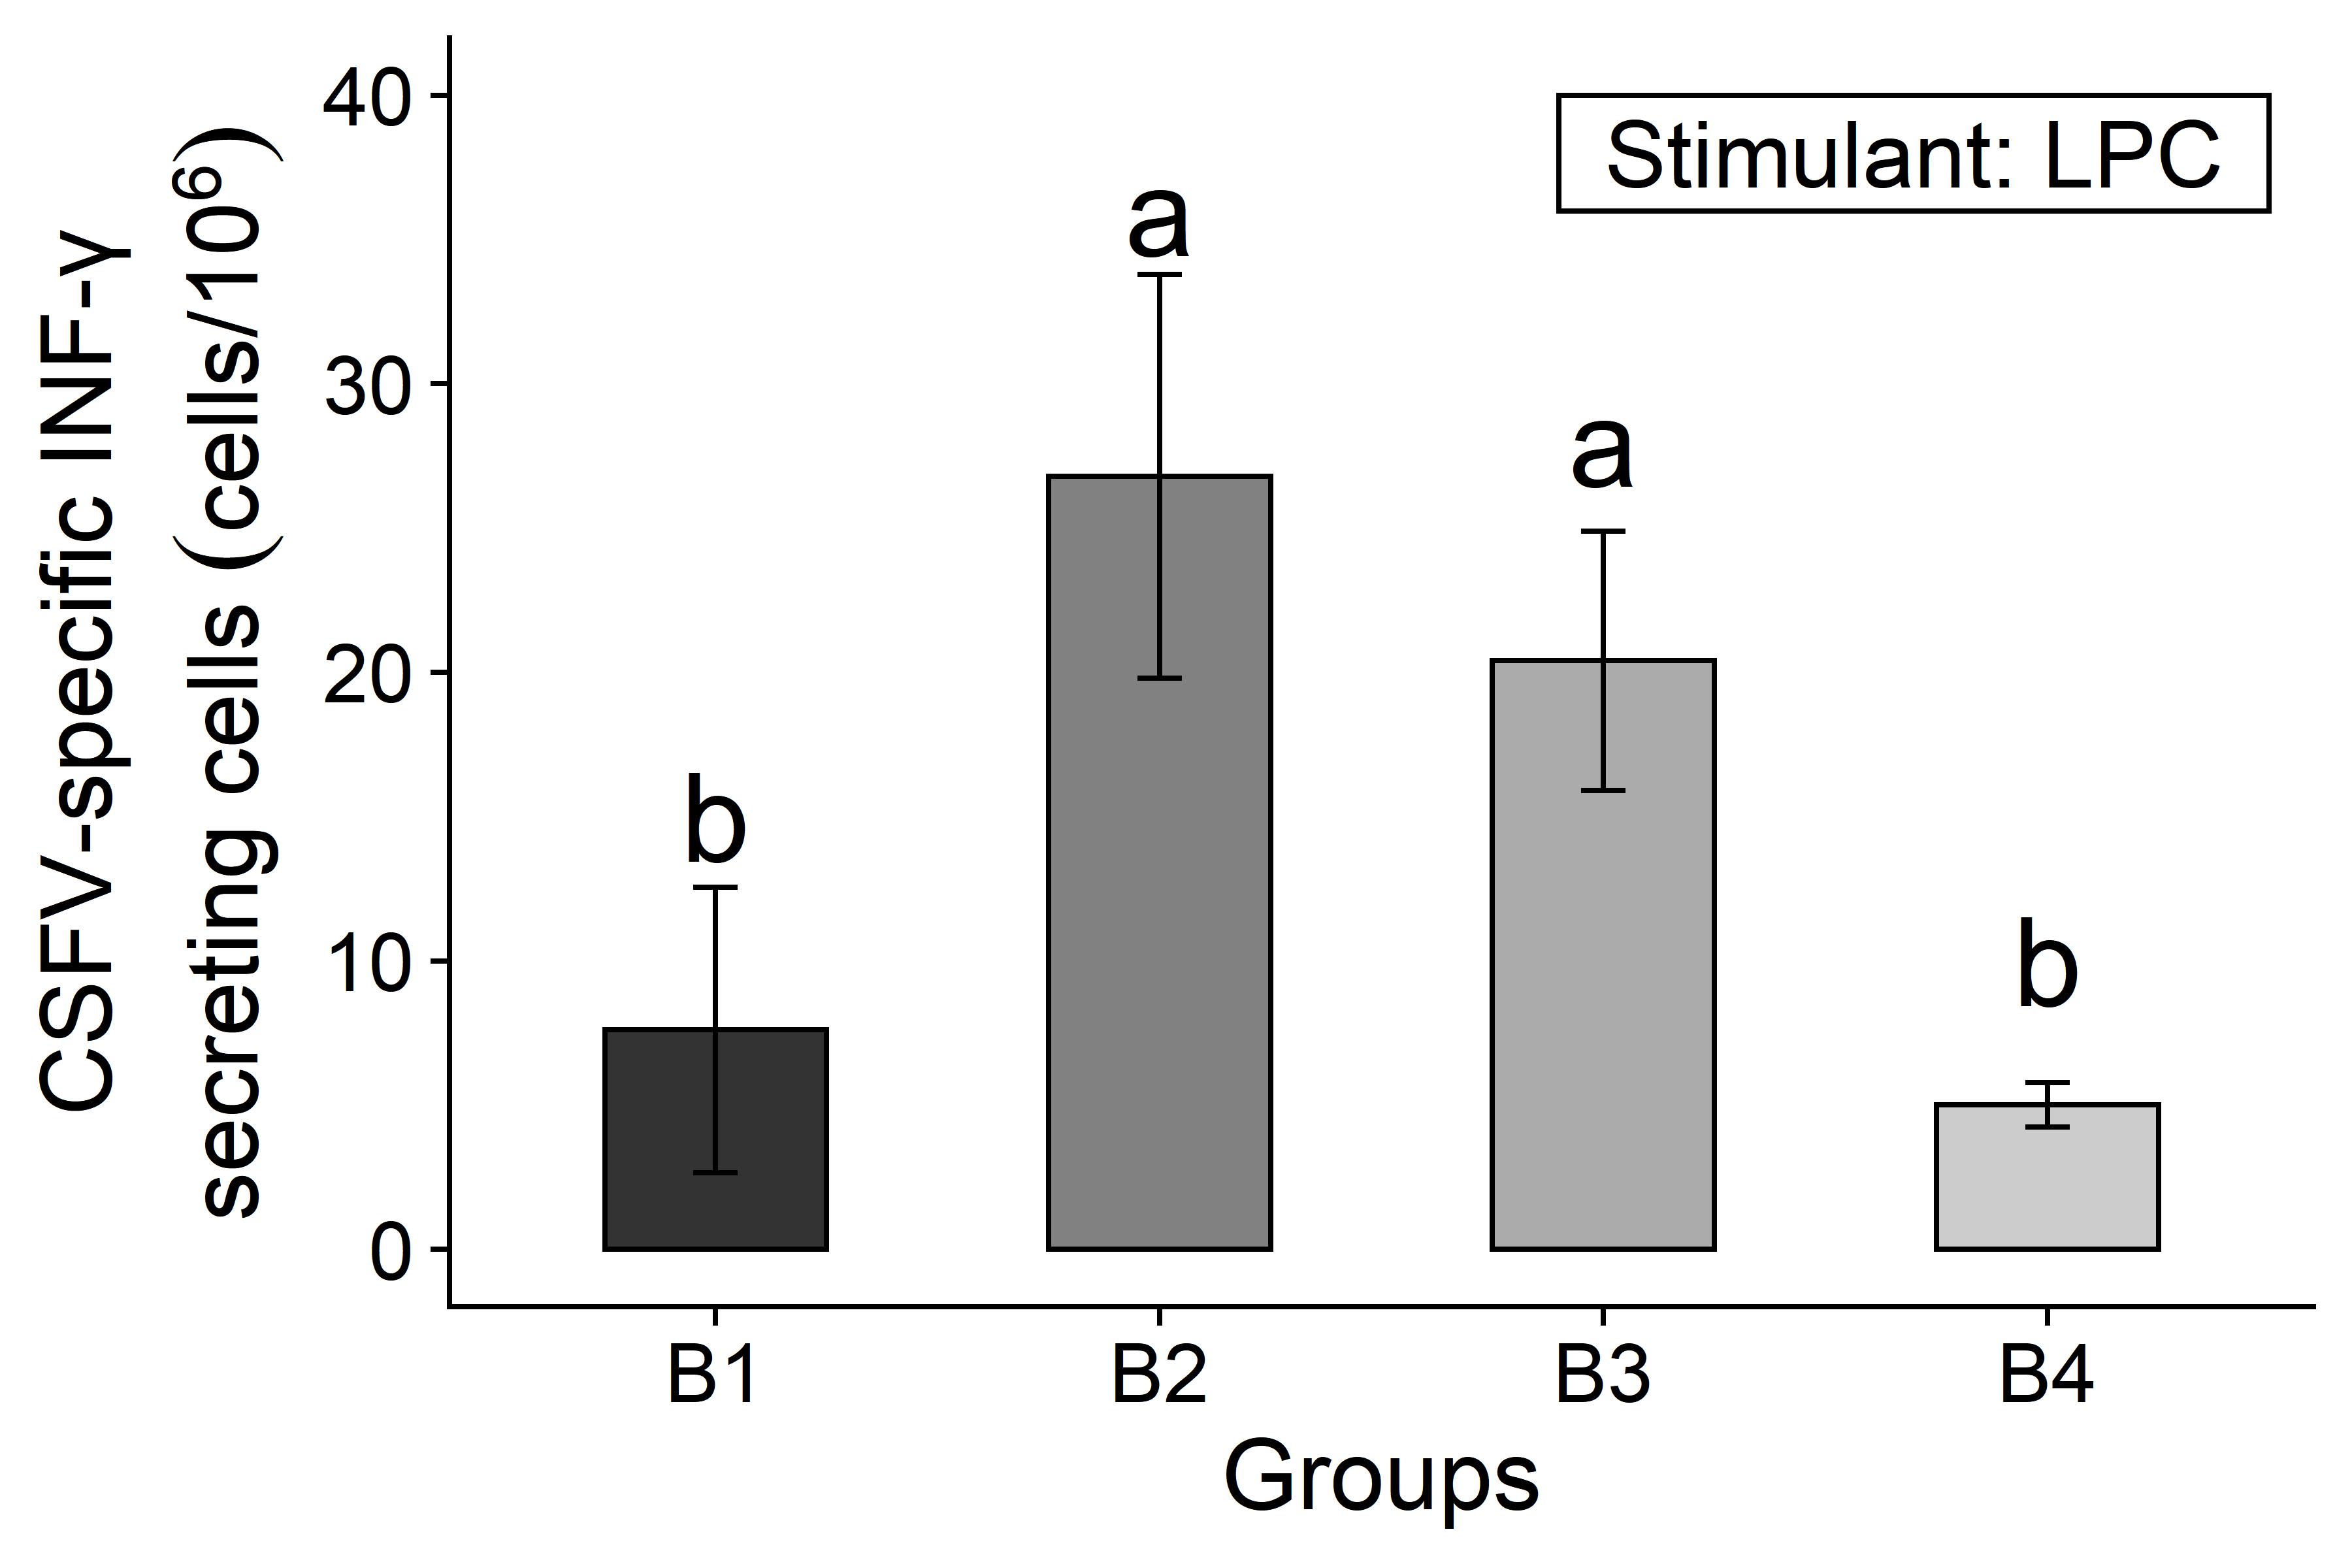 CSFV-specific INF-γ
secreting cells (cells/10⁶)
40
30
20
10
0
Stimulant: LPC
b
a
a
b
B1 B2 B3 B4
Groups